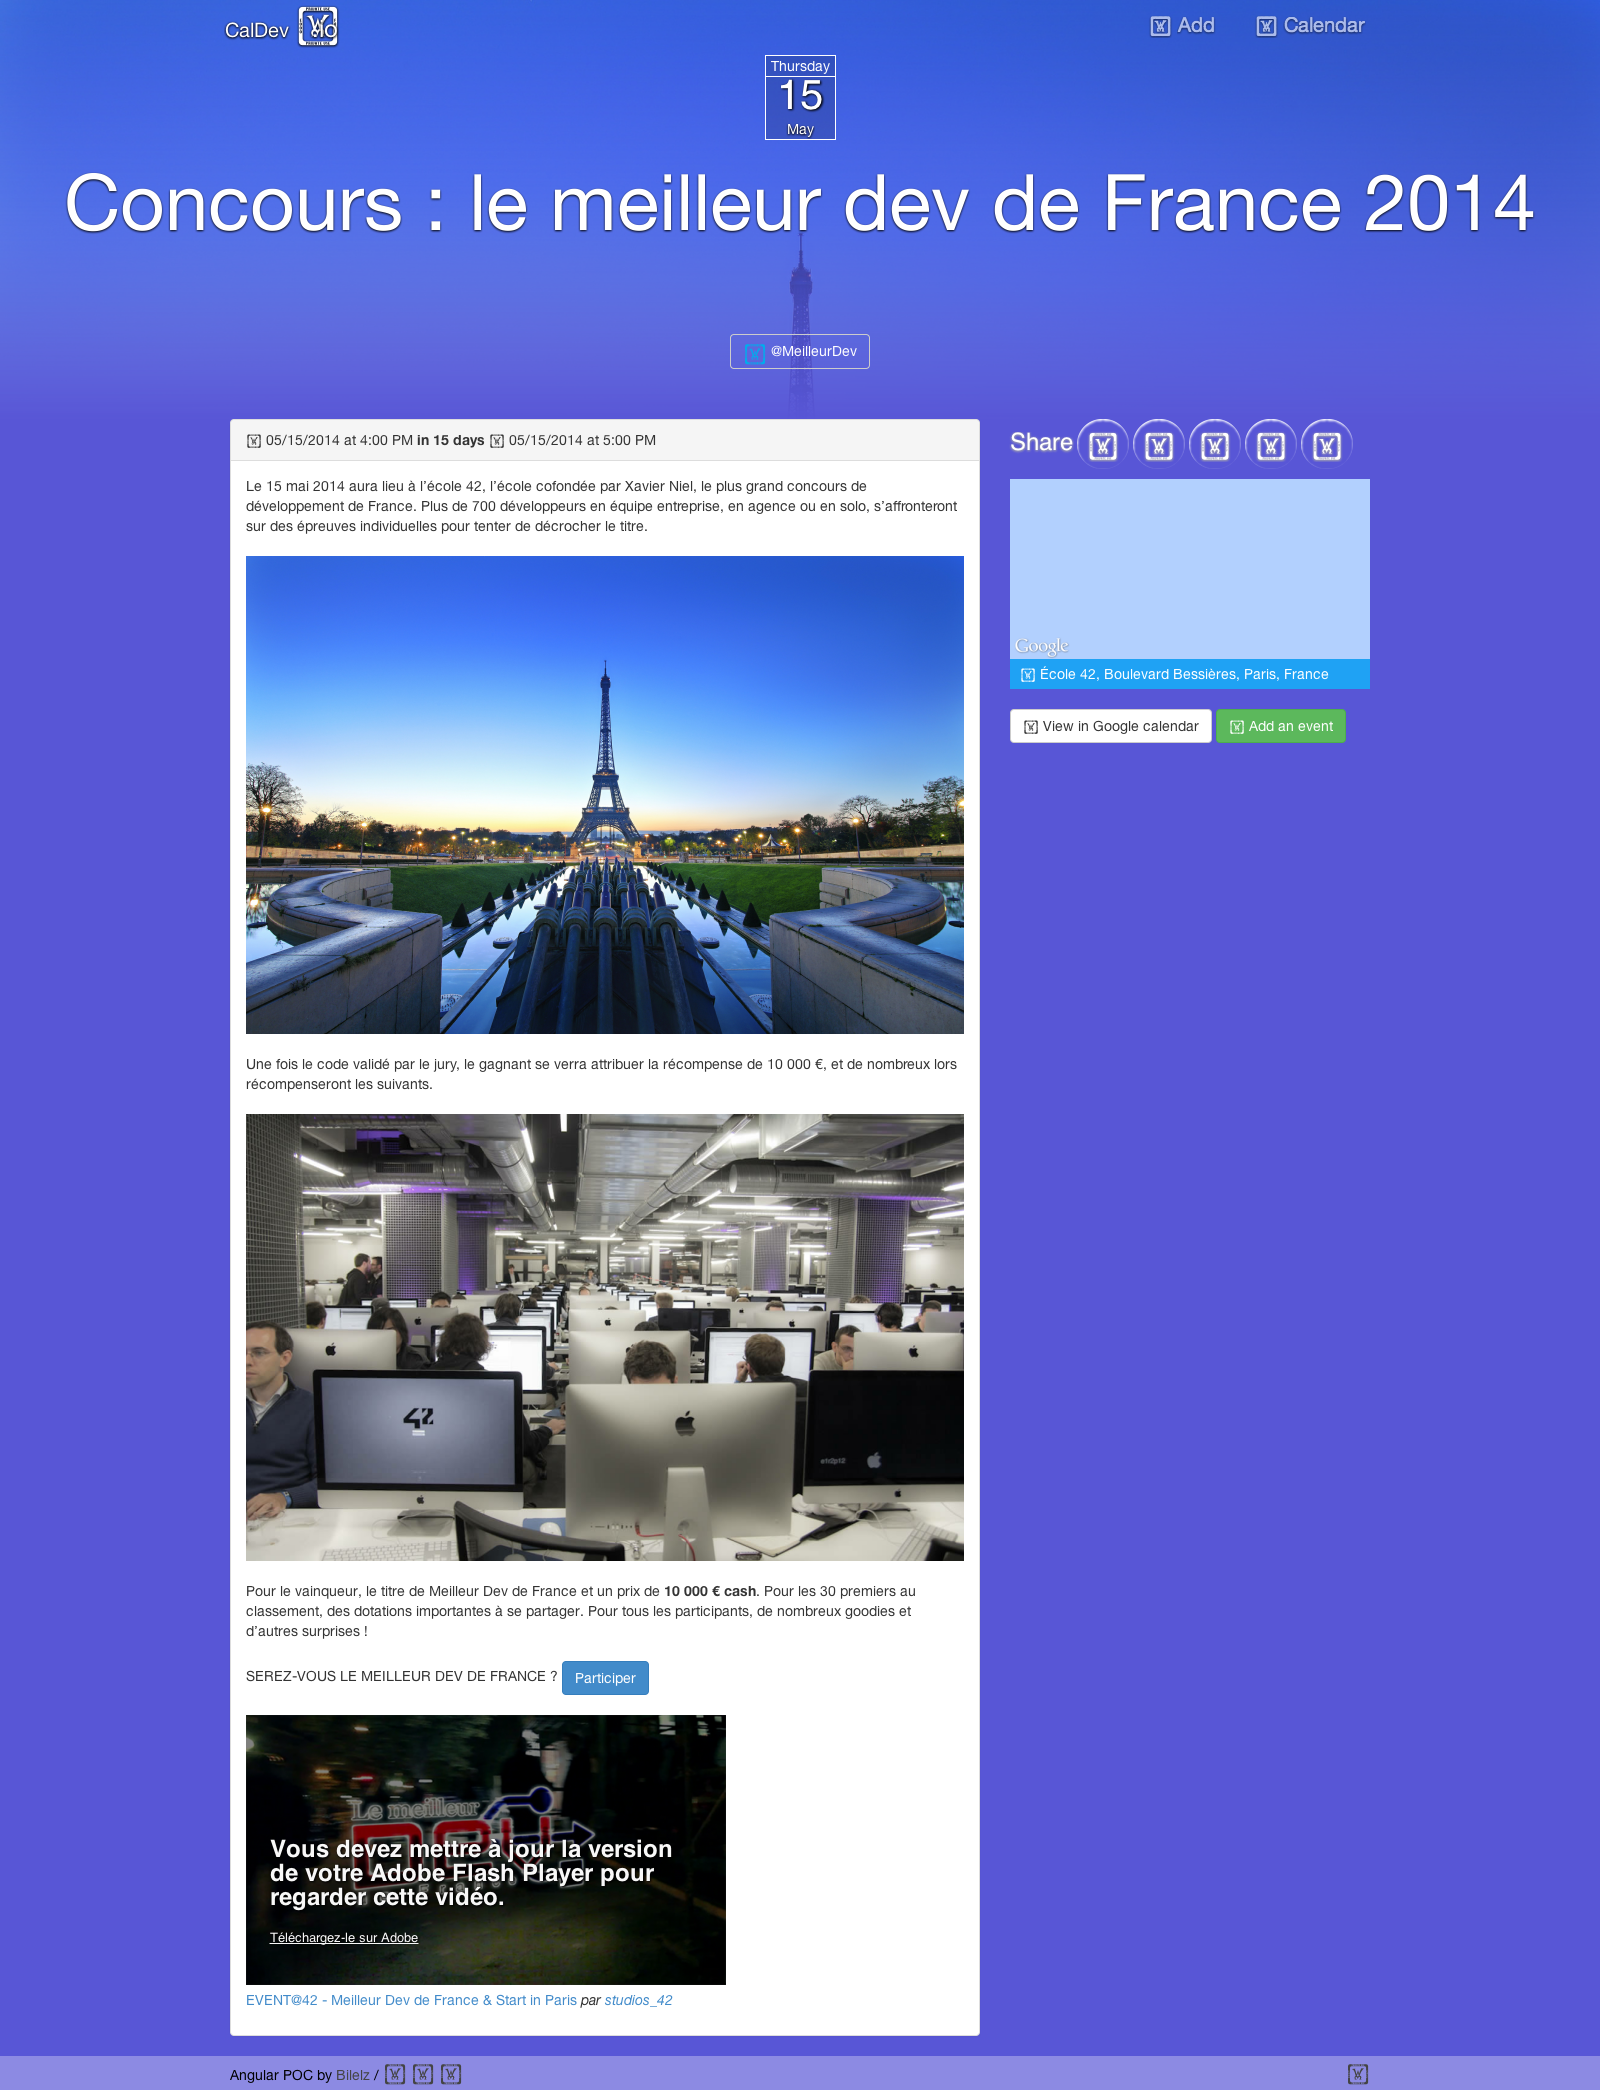 CalDev
Add
Calendar
Thursday
15
May
Concours : le meilleur dev de France 2014
@MeilleurDev
05/15/2014 at 4:00 PM in 15 days 05/15/2014 at 5:00 PM
Share
Le 15 mai 2014 aura lieu à l’école 42, l’école cofondée par Xavier Niel, le plus grand concours de
développement de France. Plus de 700 développeurs en équipe entreprise, en agence ou en solo, s’affronteront
sur des épreuves individuelles pour tenter de décrocher le titre.
Google
École 42, Boulevard Bessières, Paris, France
View in Google calendar
Add an event
Une fois le code validé par le jury, le gagnant se verra attribuer la récompense de 10 000 €, et de nombreux lors
récompenseront les suivants.
42
Pour le vainqueur, le titre de Meilleur Dev de France et un prix de 10 000 € cash. Pour les 30 premiers au
classement, des dotations importantes à se partager. Pour tous les participants, de nombreux goodies et
d’autres surprises !
SEREZ-VOUS LE MEILLEUR DEV DE FRANCE ? Participer
Le meilleur
Vous devez mettre à jour la version
de votre Adobe Flash Player pour
regarder cette vidéo.
Téléchargez-le sur Adobe
EVENT@42 - Meilleur Dev de France & Start in Paris par studios_42
Angular POC by Bilelz /